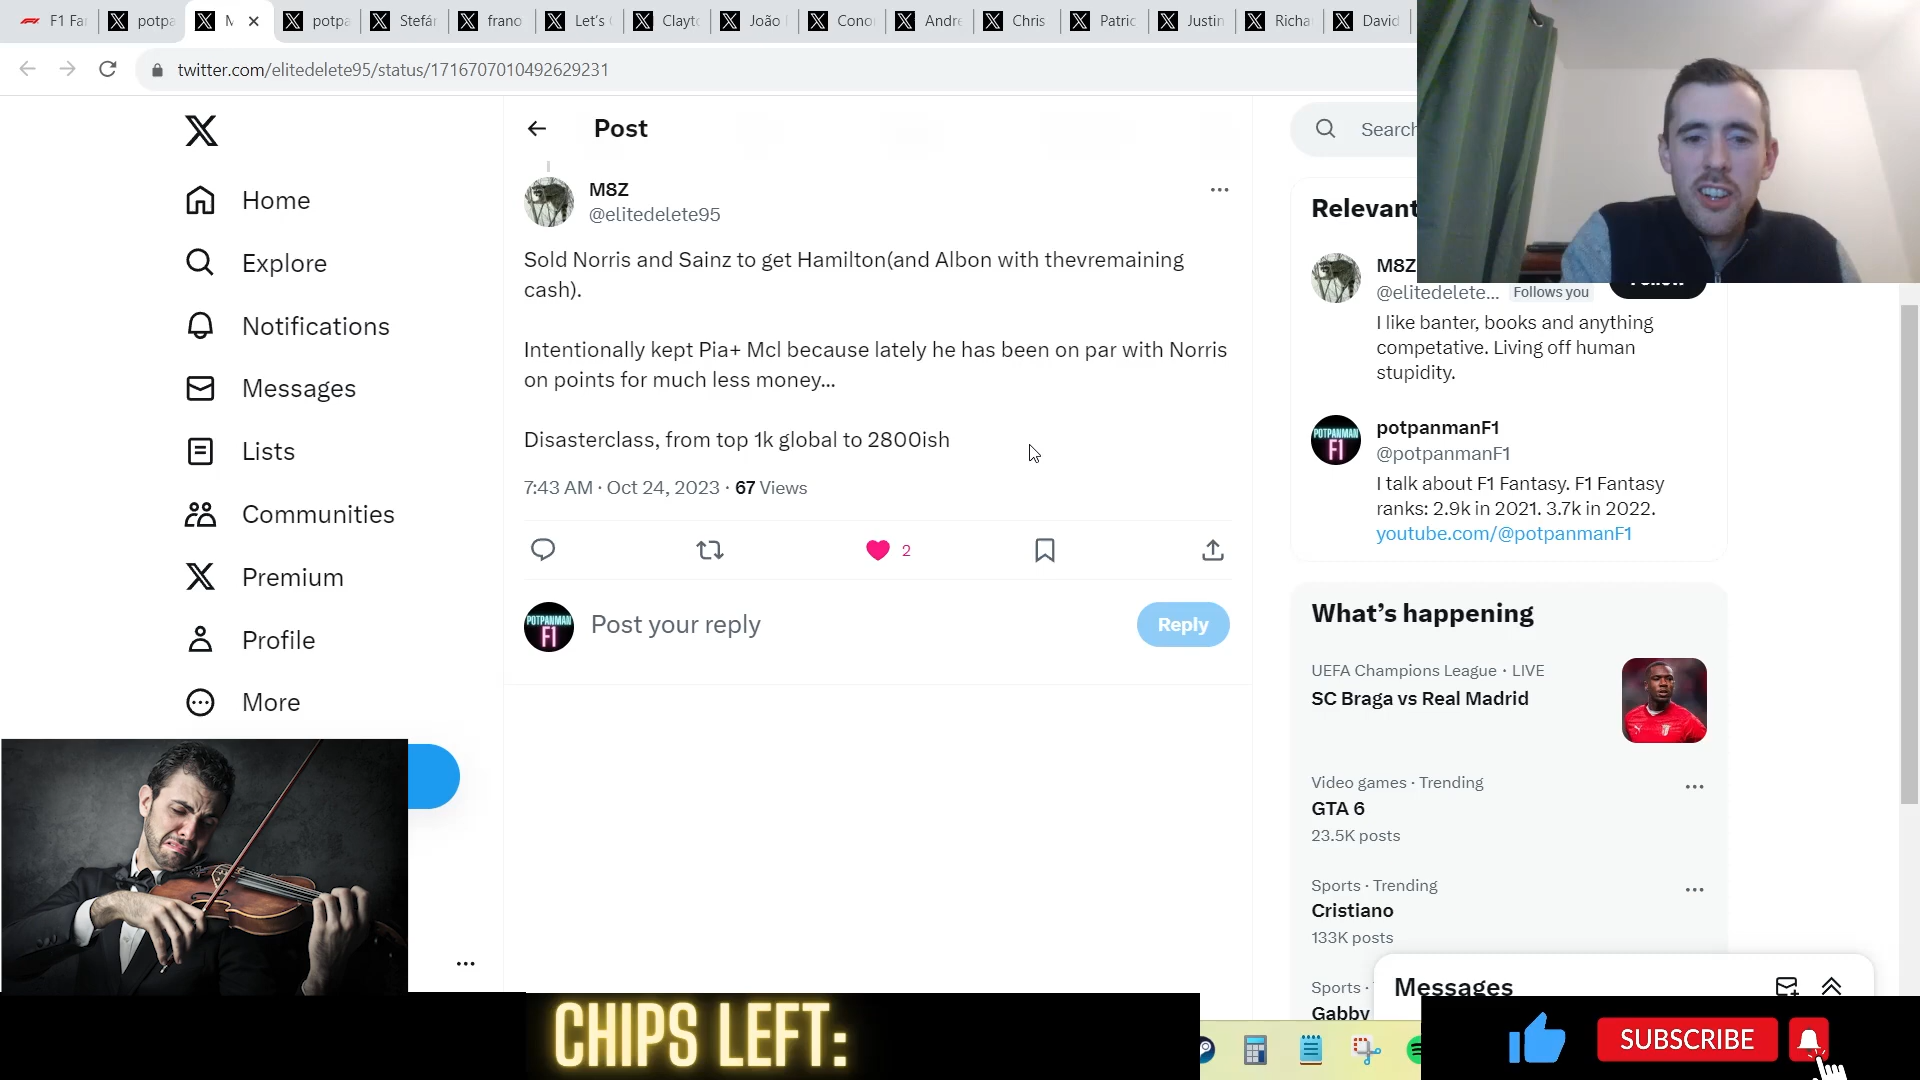 F1 Fa
potpa
potpa
Stefán
frano
Let's
Clayto
João
Cono
Andre
Chris
Patric
Justin
Richa
David
twitter.com/elitedelete95/status/1716707010492629231
Post
Search
M8Z
@elitedelete95
Sold Norris and Sainz to get Hamilton(and Albon with thevremaining
cash).
Intentionally kept Pia+ Mcl because lately he has been on par with Norris
on points for much less money...
Disasterclass, from top 1k global to 2800ish
7:43 AM · Oct 24, 2023 · 67 Views
2
POTPANMAN
F1
Post your reply
Reply
Home
Explore
Notifications
Messages
Lists
Communities
Premium
Profile
More
Relevant
M8Z
@elitedelete...
Follows you
I like banter, books and anything
competative. Living off human
stupidity.
POTPANMAN
F1
potpanmanF1
@potpanmanF1
I talk about F1 Fantasy. F1 Fantasy
ranks: 2.9k in 2021. 3.7k in 2022.
youtube.com/@potpanmanF1
What's happening
UEFA Champions League · LIVE
SC Braga vs Real Madrid
Video games · Trending
GTA 6
23.5K posts
Sports · Trending
Cristiano
133K posts
Sports ·
Gabby
Messages
CHIPS LEFT:
SUBSCRIBE